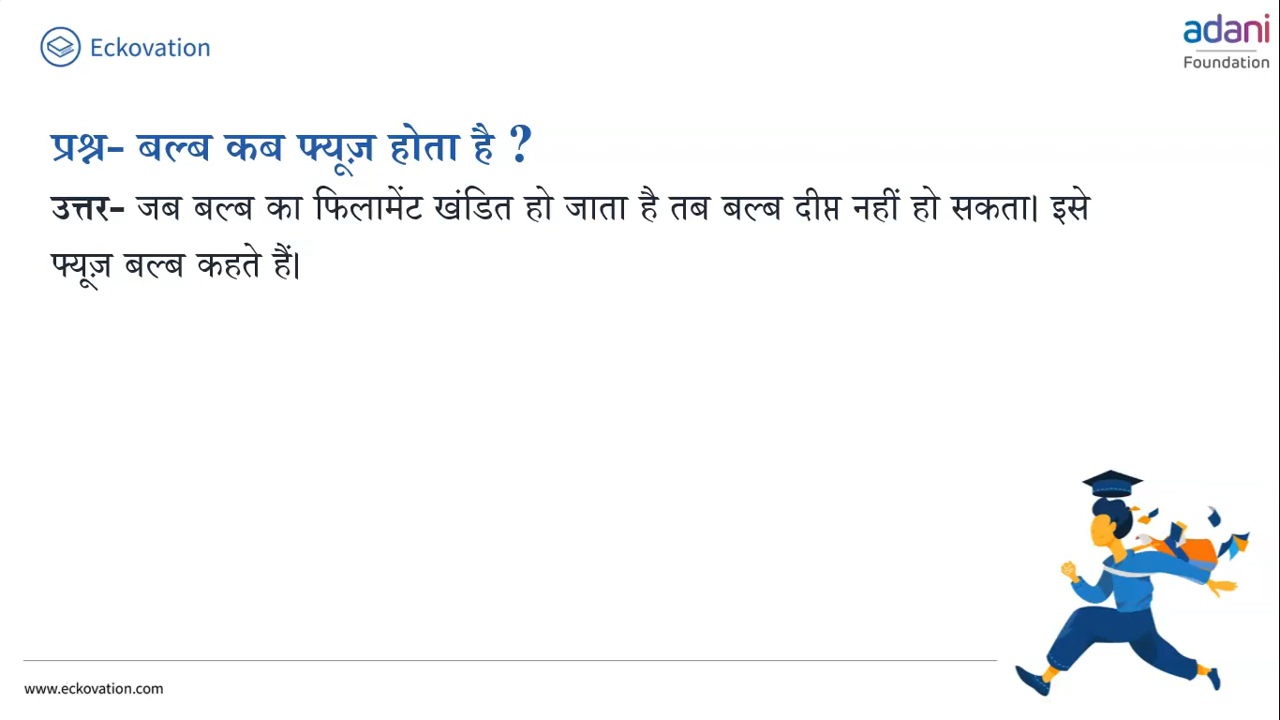 Eckovation
adani
Foundation
प्रश्न- बल्ब कब फ्यूज़ होता है ?
उत्तर- जब बल्ब का फिलामेंट खंडित हो जाता है तब बल्ब दीप्त नहीं हो सकता। इसे
फ्यूज़ बल्ब कहते हैं।
www.eckovation.com